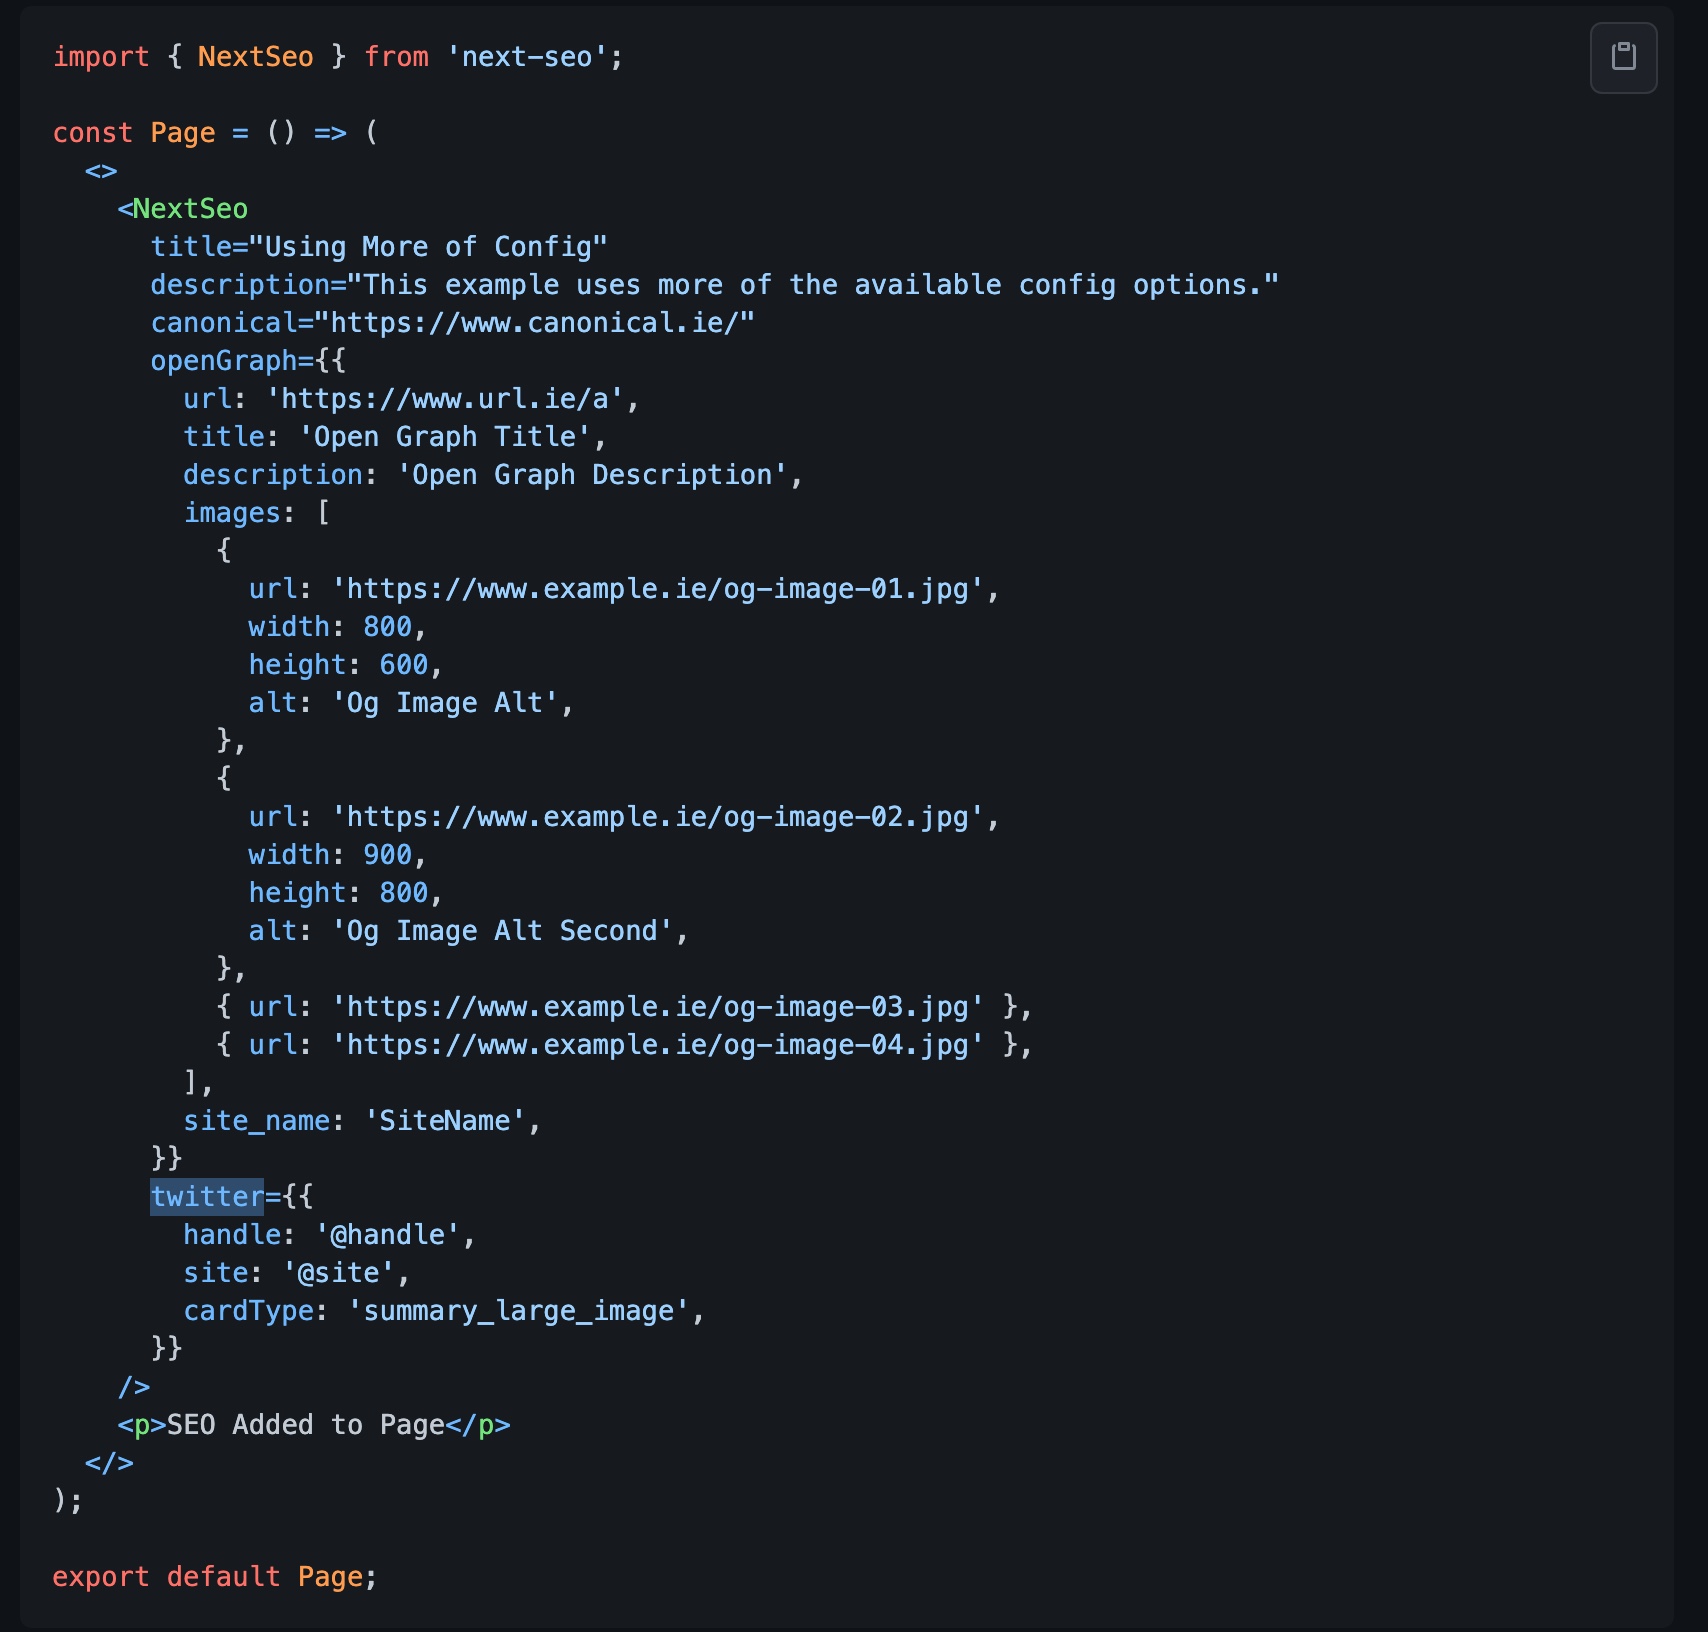 import { NextSeo } from 'next-seo';
const Page = () => (
<>
<NextSeo
title="Using More of Config"
description="This example uses more of the available config options."
canonical="https://www.canonical.ie/"
openGraph={{
url: 'https://www.url.ie/a',
title: 'Open Graph Title',
description: 'Open Graph Description',
images: [
{
url: 'https://www.example.ie/og-image-01.jpg',
width: 800,
height: 600,
alt: 'Og Image Alt',
},
{
url: 'https://www.example.ie/og-image-02.jpg',
width: 900,
height: 800,
alt: 'Og Image Alt Second',
},
{ url: 'https://www.example.ie/og-image-03.jpg' },
{ url: 'https://www.example.ie/og-image-04.jpg' },
],
site_name: 'SiteName',
}}
twitter={{
handle: '@handle',
site: '@site',
cardType: 'summary_large_image',
}}
/>
<p>SEO Added to Page</p>
</>
);
export default Page;